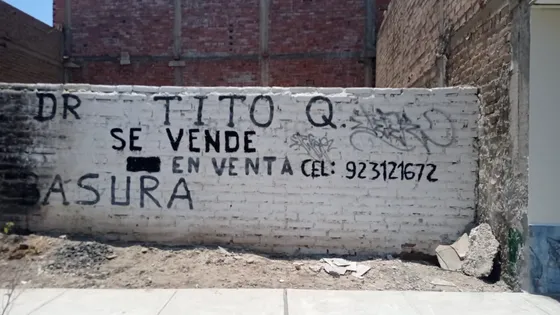 DR TITO Q.
SE VENDE
EN VENTA CEL: 923121672
BASURA